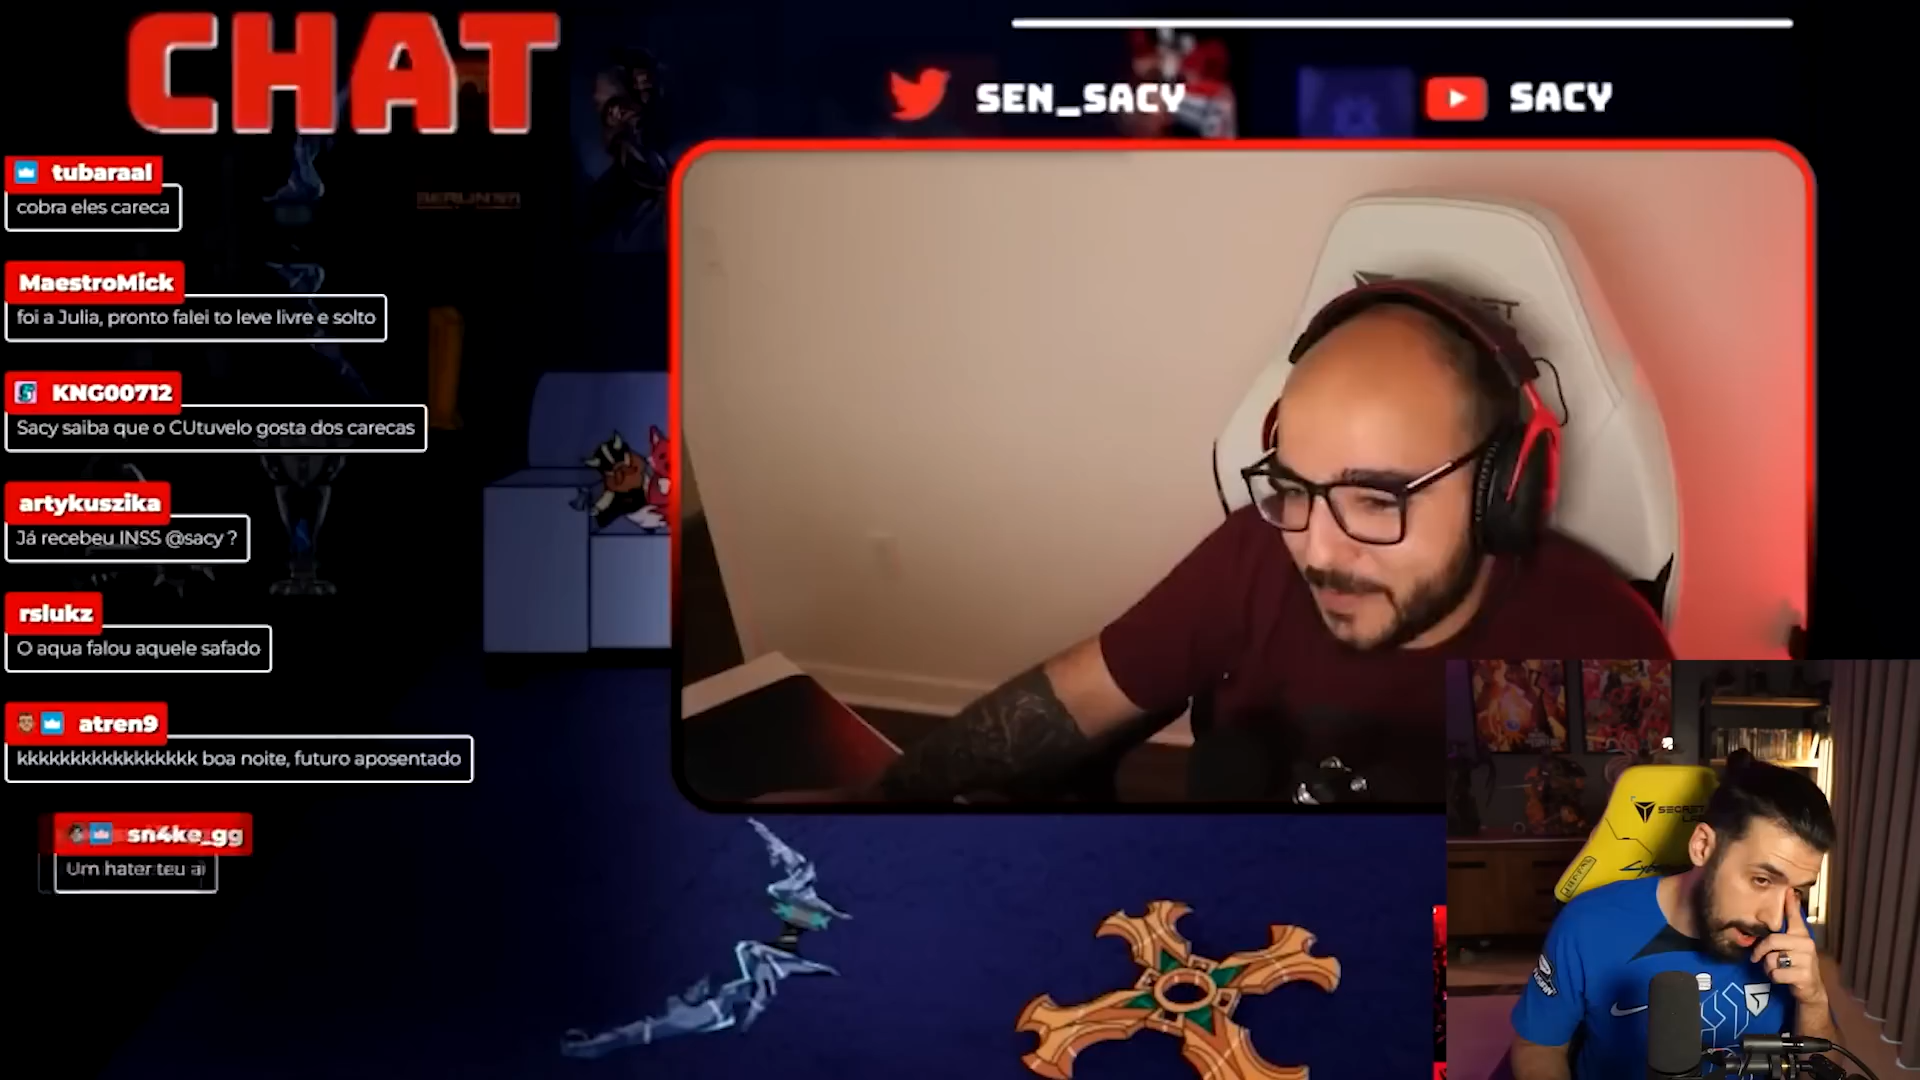 CHAT
SEN_SACY
SACY
tubaraal
cobra eles careca
MaestroMick
foi a Julia, pronto falei to leve livre e solto
KNG00712
Sacy saiba que o CUtuvelo gosta dos carecas
artykuszika
Já recebeu INSS @sacy ?
rslukz
O aqua falou aquele safado
atren9
kkkkkkkkkkkkkkkkk boa noite, futuro aposentado
sn4ke_gg
Um hater teu
BERLIN